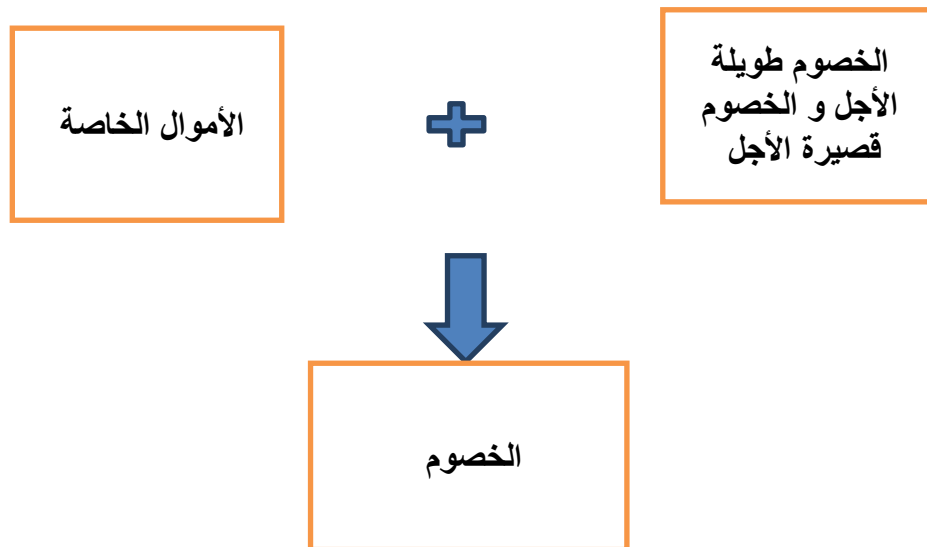 الخصوم طويلة
الأجل و الخصوم
قصيرة الأجل
الأموال الخاصة
الخصوم